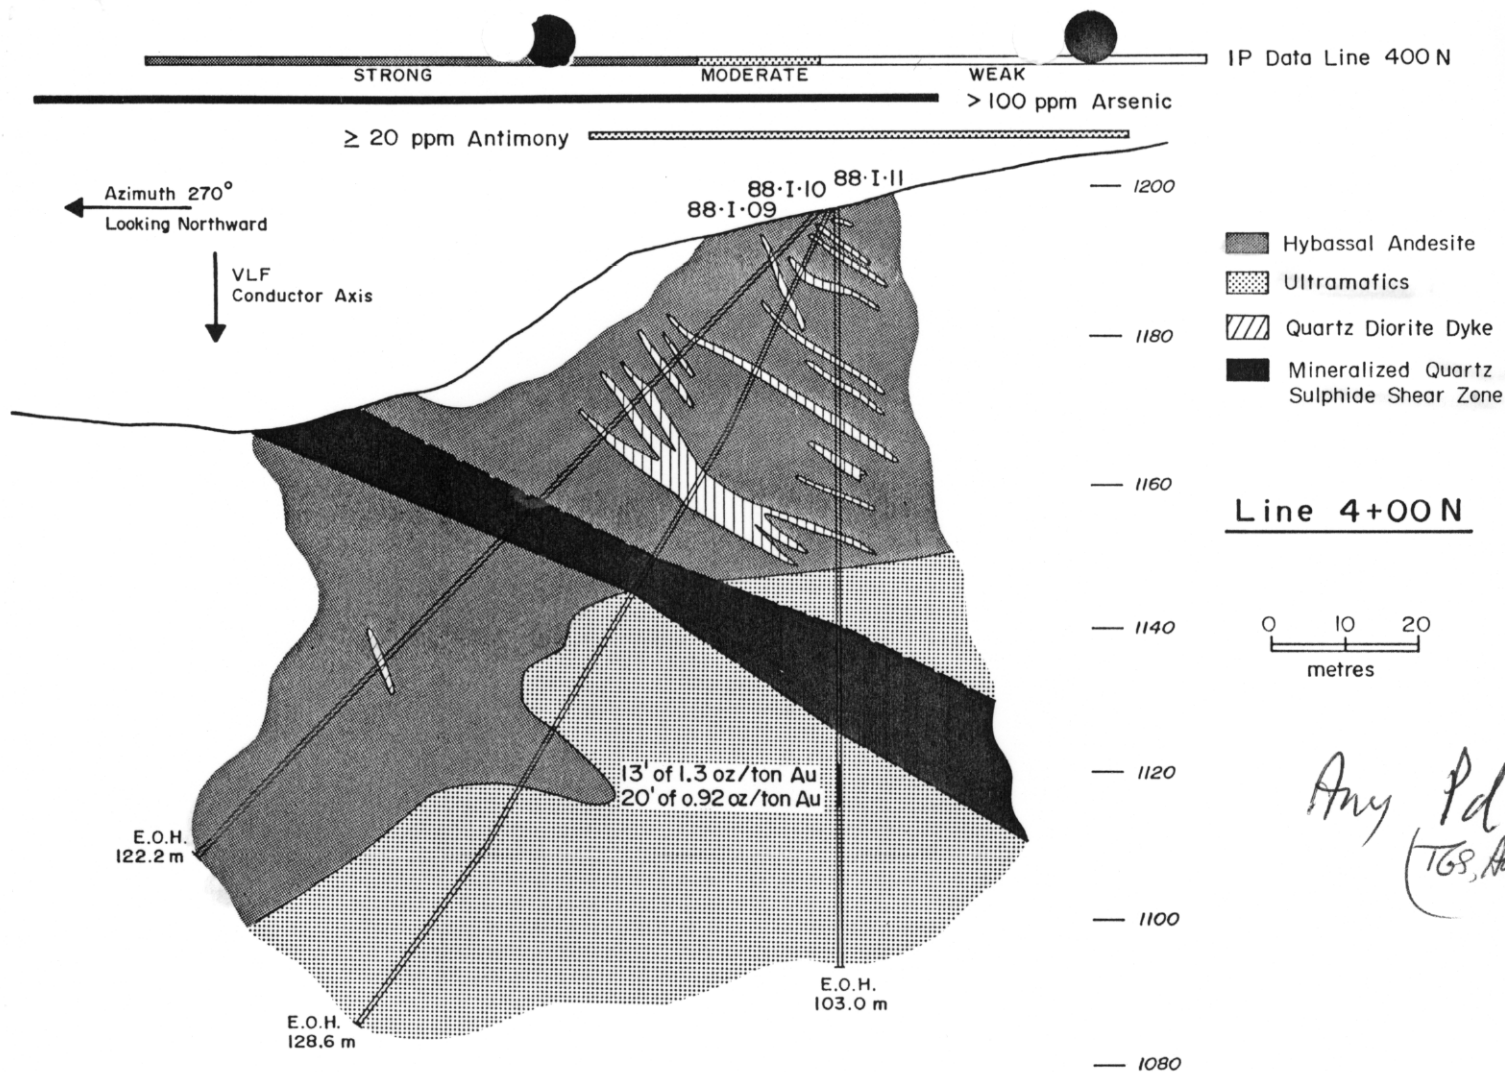 IP Data Line 400 N
STRONG MODERATE WEAK
> 100 ppm Arsenic
≥ 20 ppm Antimony
Azimuth 270°
Looking Northward
VLF
Conductor Axis
88·I·09
88·I·10
88·I·11
1200
1180
1160
1140
1120
1100
1080
Hybassal Andesite
Ultramafics
Quartz Diorite Dyke
Mineralized Quartz
Sulphide Shear Zone
Line 4+00 N
0 10 20
metres
13' of 1.3 oz/ton Au
20' of 0.92 oz/ton Au
E.O.H.
122.2 m
E.O.H.
128.6 m
E.O.H.
103.0 m
Any Pd